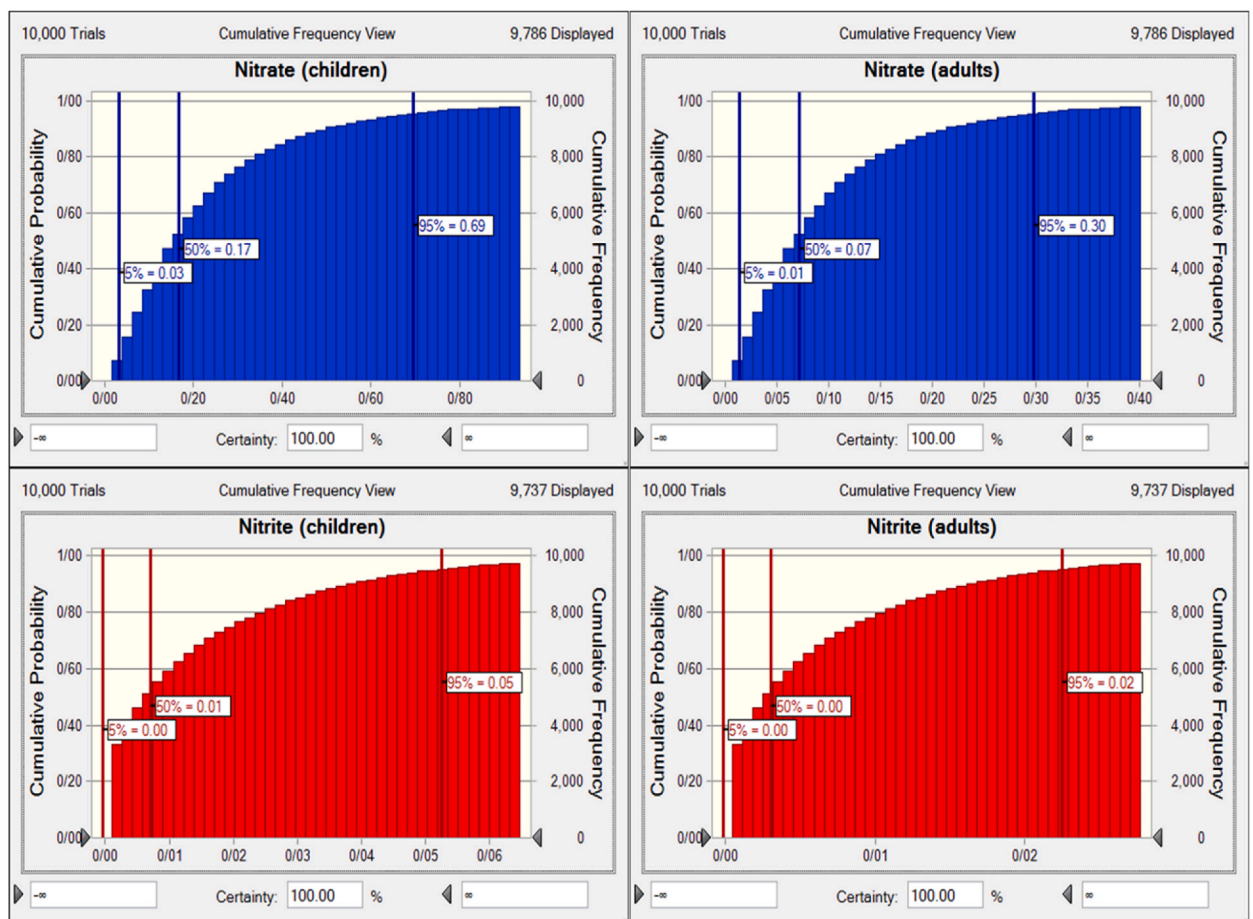 10,000 Trials Cumulative Frequency View 9,786 Displayed
Nitrate (children)
Cumulative Probability
1/00
0/80
0/60
0/40
0/20
0/00
10,000
8,000
6,000
4,000
2,000
0
Cumulative Frequency
95% = 0.69
50% = 0.17
5% = 0.03
0/00 0/20 0/40 0/60 0/80
-∞ Certainty: 100.00 % ∞
10,000 Trials Cumulative Frequency View 9,786 Displayed
Nitrate (adults)
Cumulative Probability
1/00
0/80
0/60
0/40
0/20
0/00
10,000
8,000
6,000
4,000
2,000
0
Cumulative Frequency
95% = 0.30
50% = 0.07
5% = 0.01
0/00 0/05 0/10 0/15 0/20 0/25 0/30 0/35 0/40
-∞ Certainty: 100.00 % ∞
10,000 Trials Cumulative Frequency View 9,737 Displayed
Nitrite (children)
Cumulative Probability
1/00
0/80
0/60
0/40
0/20
0/00
10,000
8,000
6,000
4,000
2,000
0
Cumulative Frequency
95% = 0.05
50% = 0.01
5% = 0.00
0/00 0/01 0/02 0/03 0/04 0/05 0/06
-∞ Certainty: 100.00 % ∞
10,000 Trials Cumulative Frequency View 9,737 Displayed
Nitrite (adults)
Cumulative Probability
1/00
0/80
0/60
0/40
0/20
0/00
10,000
8,000
6,000
4,000
2,000
0
Cumulative Frequency
95% = 0.02
50% = 0.00
5% = 0.00
0/00 0/01 0/02
-∞ Certainty: 100.00 % ∞